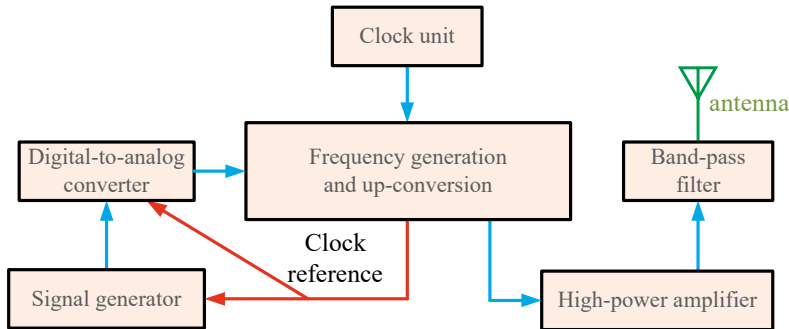 Clock unit
antenna
Digital-to-analog
converter
Frequency generation
and up-conversion
Band-pass
filter
Clock
reference
Signal generator
High-power amplifier